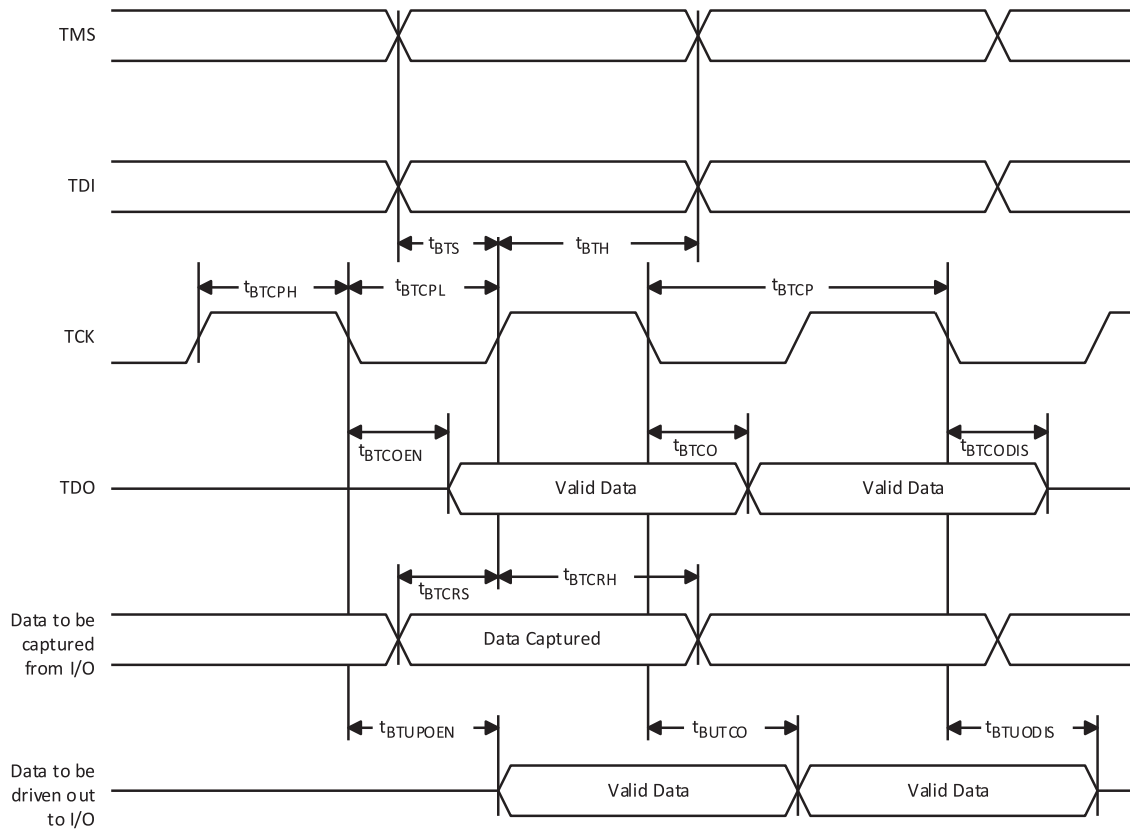 TMS
TDI
tBTS
tBTH
tBTCPH
tBTCPL
tBTCP
TCK
tBTCOEN
tBTCO
tBTCODIS
TDO
Valid Data
Valid Data
tBTCRS
tBTCRH
Data to be
captured
from I/O
Data Captured
tBTUPOEN
tBUTCO
tBTUODIS
Data to be
driven out
to I/O
Valid Data
Valid Data